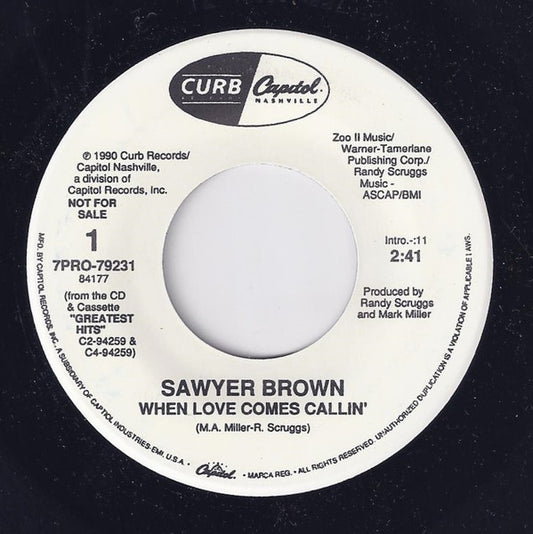 CURB
RECORDS
Capitol.
NASHVILLE
℗ 1990 Curb Records/
Capitol Nashville,
a division of
Capitol Records, Inc.
NOT FOR
SALE
1
7PRO-79231
84177
(from the CD
& Cassette
"GREATEST
HITS"
C2-94259 &
C4-94259)
Zoo II Music/
Warner-Tamerlane
Publishing Corp./
Randy Scruggs
Music -
ASCAP/BMI
Intro.-:11
2:41
Produced by
Randy Scruggs
and Mark Miller
SAWYER BROWN
WHEN LOVE COMES CALLIN'
(M.A. Miller-R. Scruggs)
MFG. BY CAPITOL RECORDS, INC., A SUBSIDIARY OF CAPITOL INDUSTRIES-EMI, U.S.A. • Capitol. • MARCA REG. • ALL RIGHTS RESERVED. UNAUTHORIZED DUPLICATION IS A VIOLATION OF APPLICABLE LAWS.